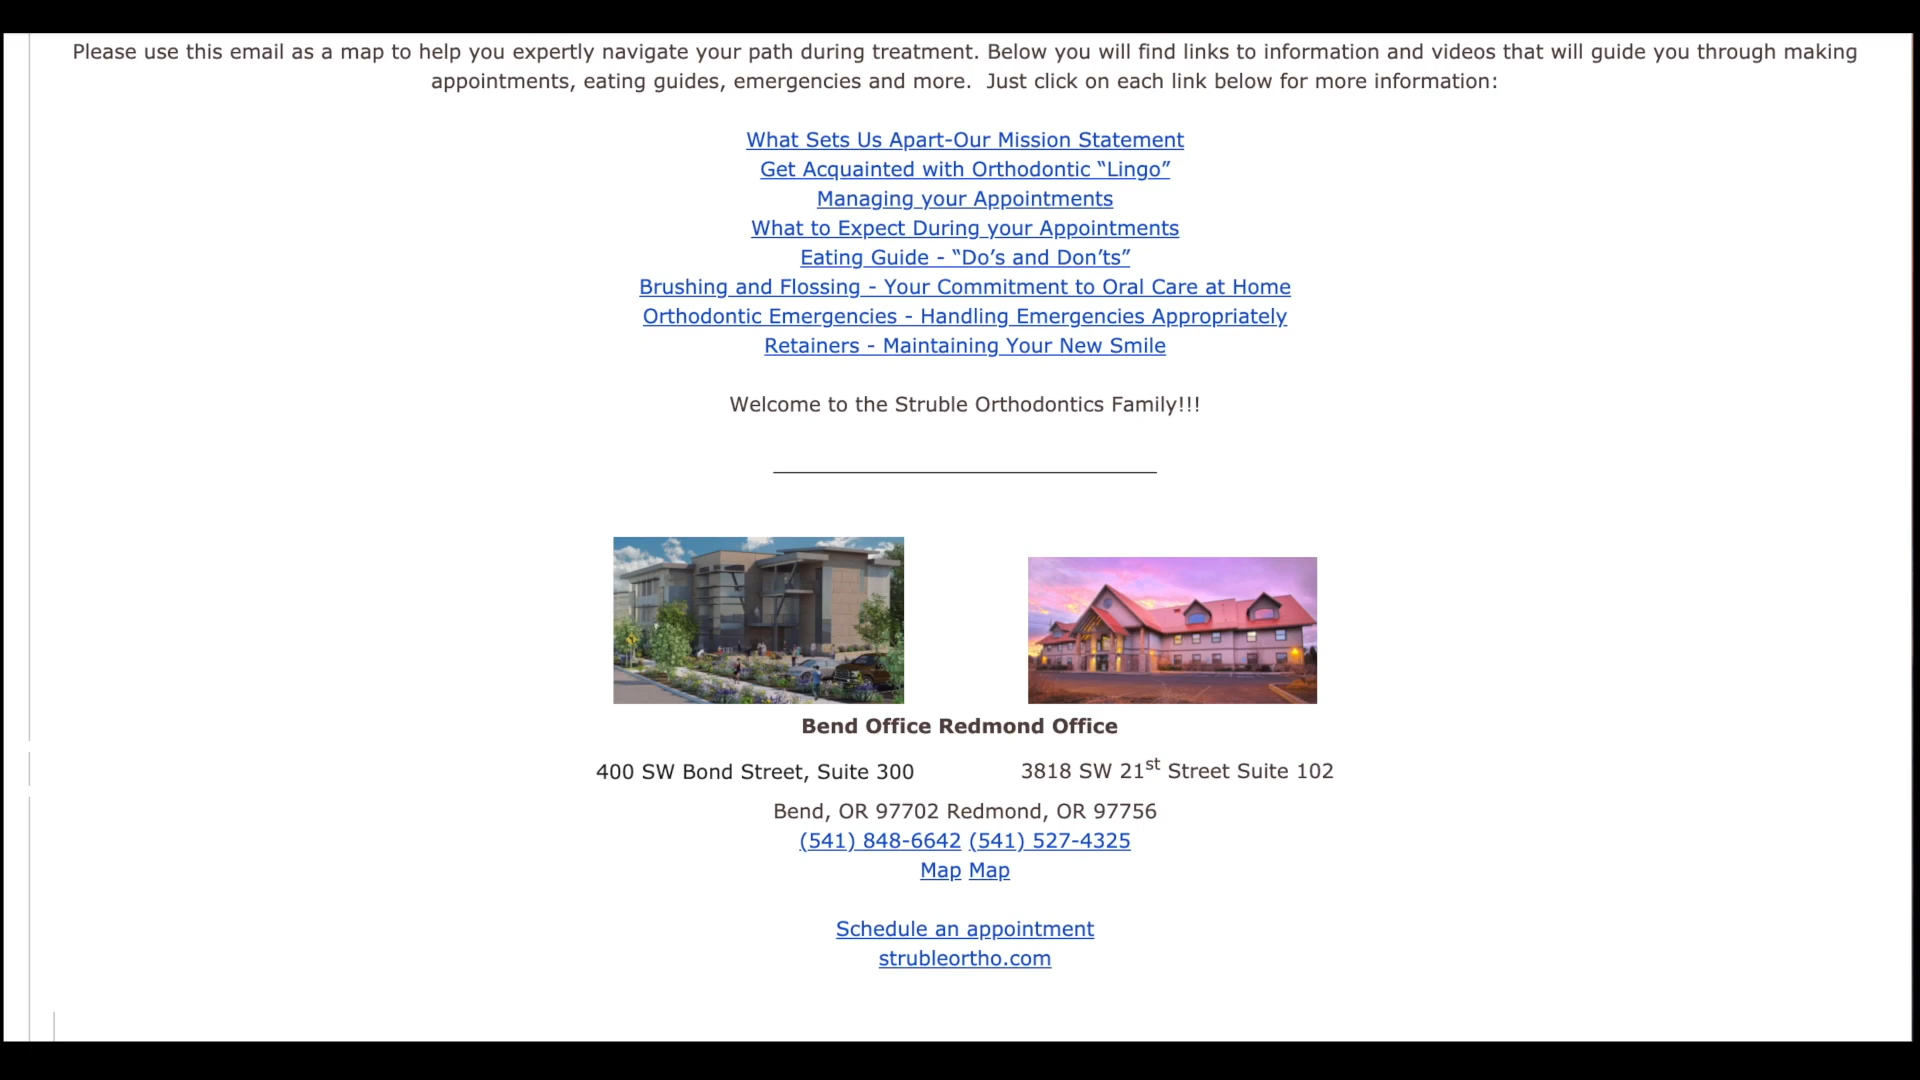 Please use this email as a map to help you expertly navigate your path during treatment. Below you will find links to information and videos that will guide you through making
appointments, eating guides, emergencies and more.  Just click on each link below for more information:
What Sets Us Apart-Our Mission Statement
Get Acquainted with Orthodontic “Lingo”
Managing your Appointments
What to Expect During your Appointments
Eating Guide - “Do’s and Don’ts”
Brushing and Flossing - Your Commitment to Oral Care at Home
Orthodontic Emergencies - Handling Emergencies Appropriately
Retainers - Maintaining Your New Smile
Welcome to the Struble Orthodontics Family!!!
Bend Office Redmond Office
400 SW Bond Street, Suite 300 3818 SW 21st Street Suite 102
Bend, OR 97702 Redmond, OR 97756
(541) 848-6642 (541) 527-4325
Map Map
Schedule an appointment
strubleortho.com